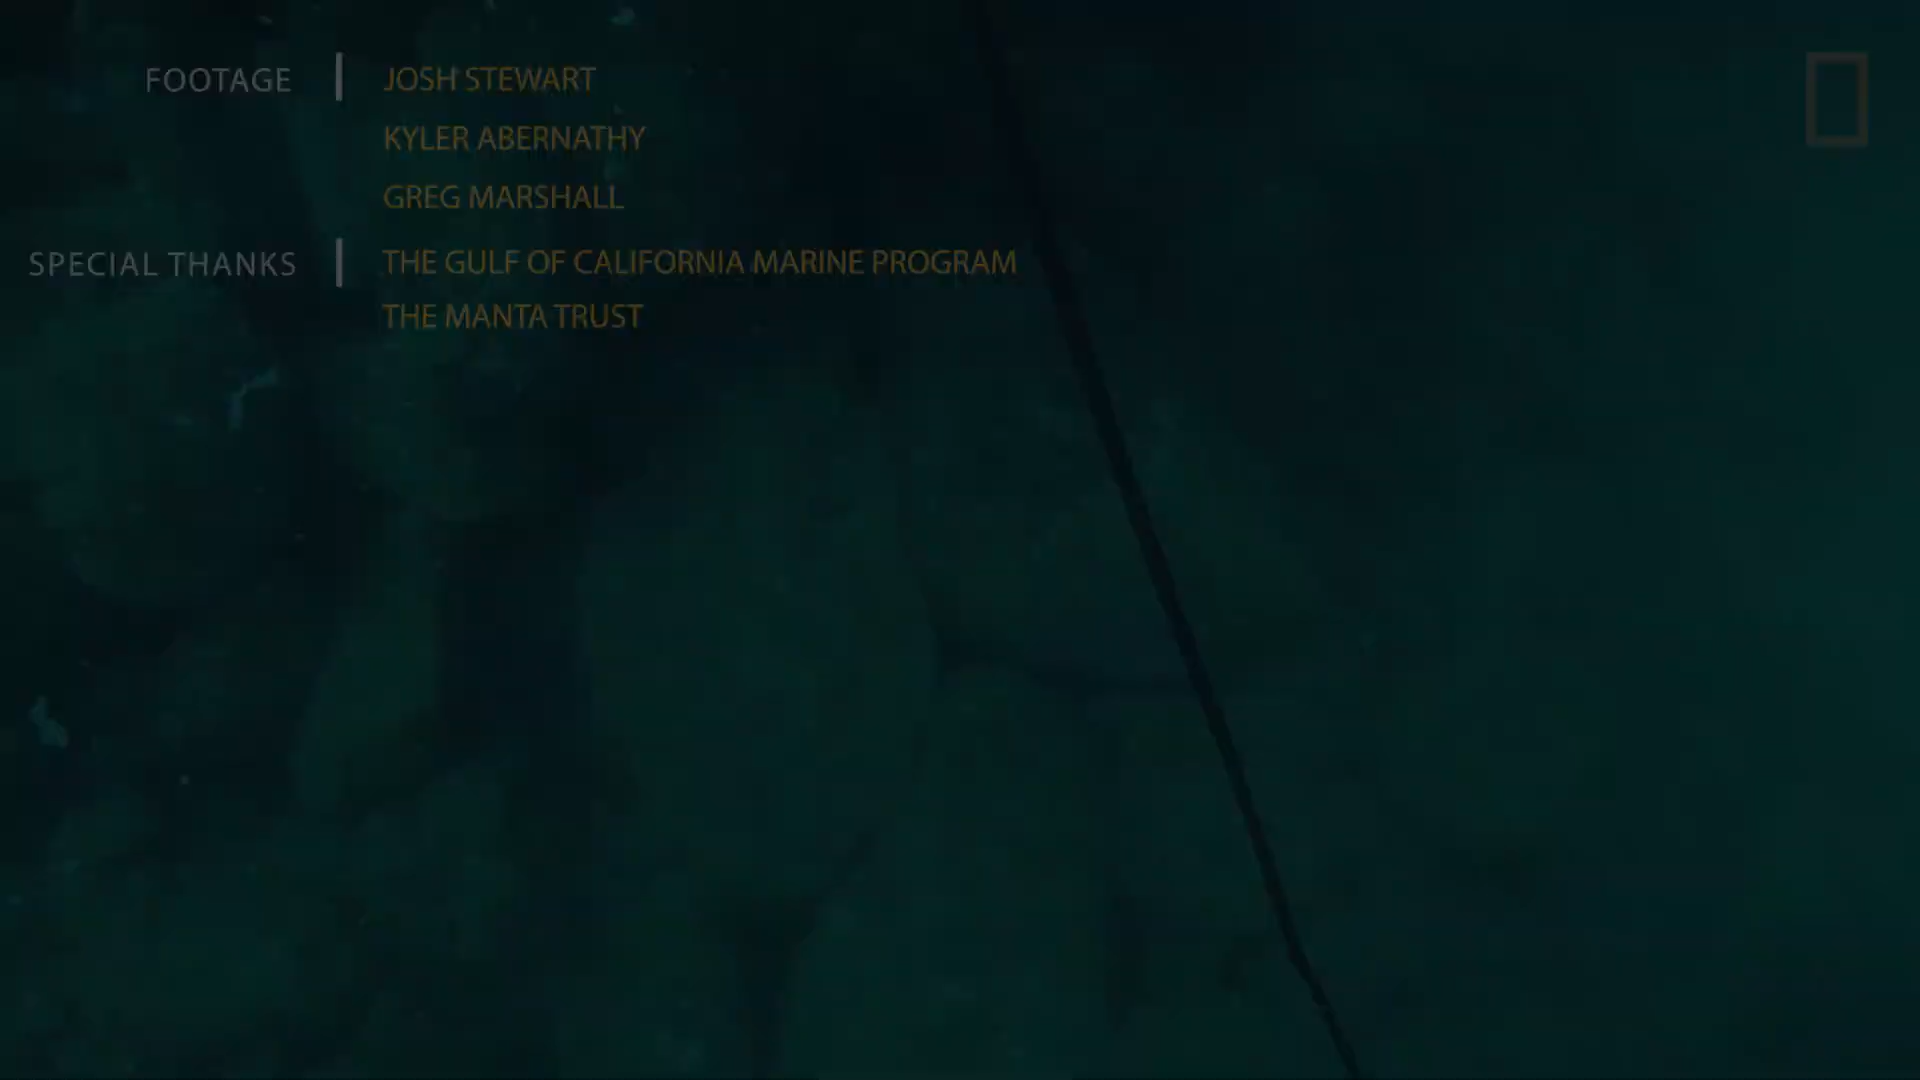 FOOTAGE | JOSH STEWART
KYLER ABERNATHY
GREG MARSHALL
SPECIAL THANKS | THE GULF OF CALIFORNIA MARINE PROGRAM
THE MANTA TRUST